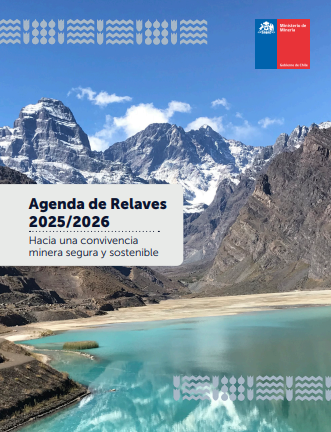 Ministerio de
Minería
Gobierno de Chile
Agenda de Relaves
2025/2026
Hacia una convivencia
minera segura y sostenible